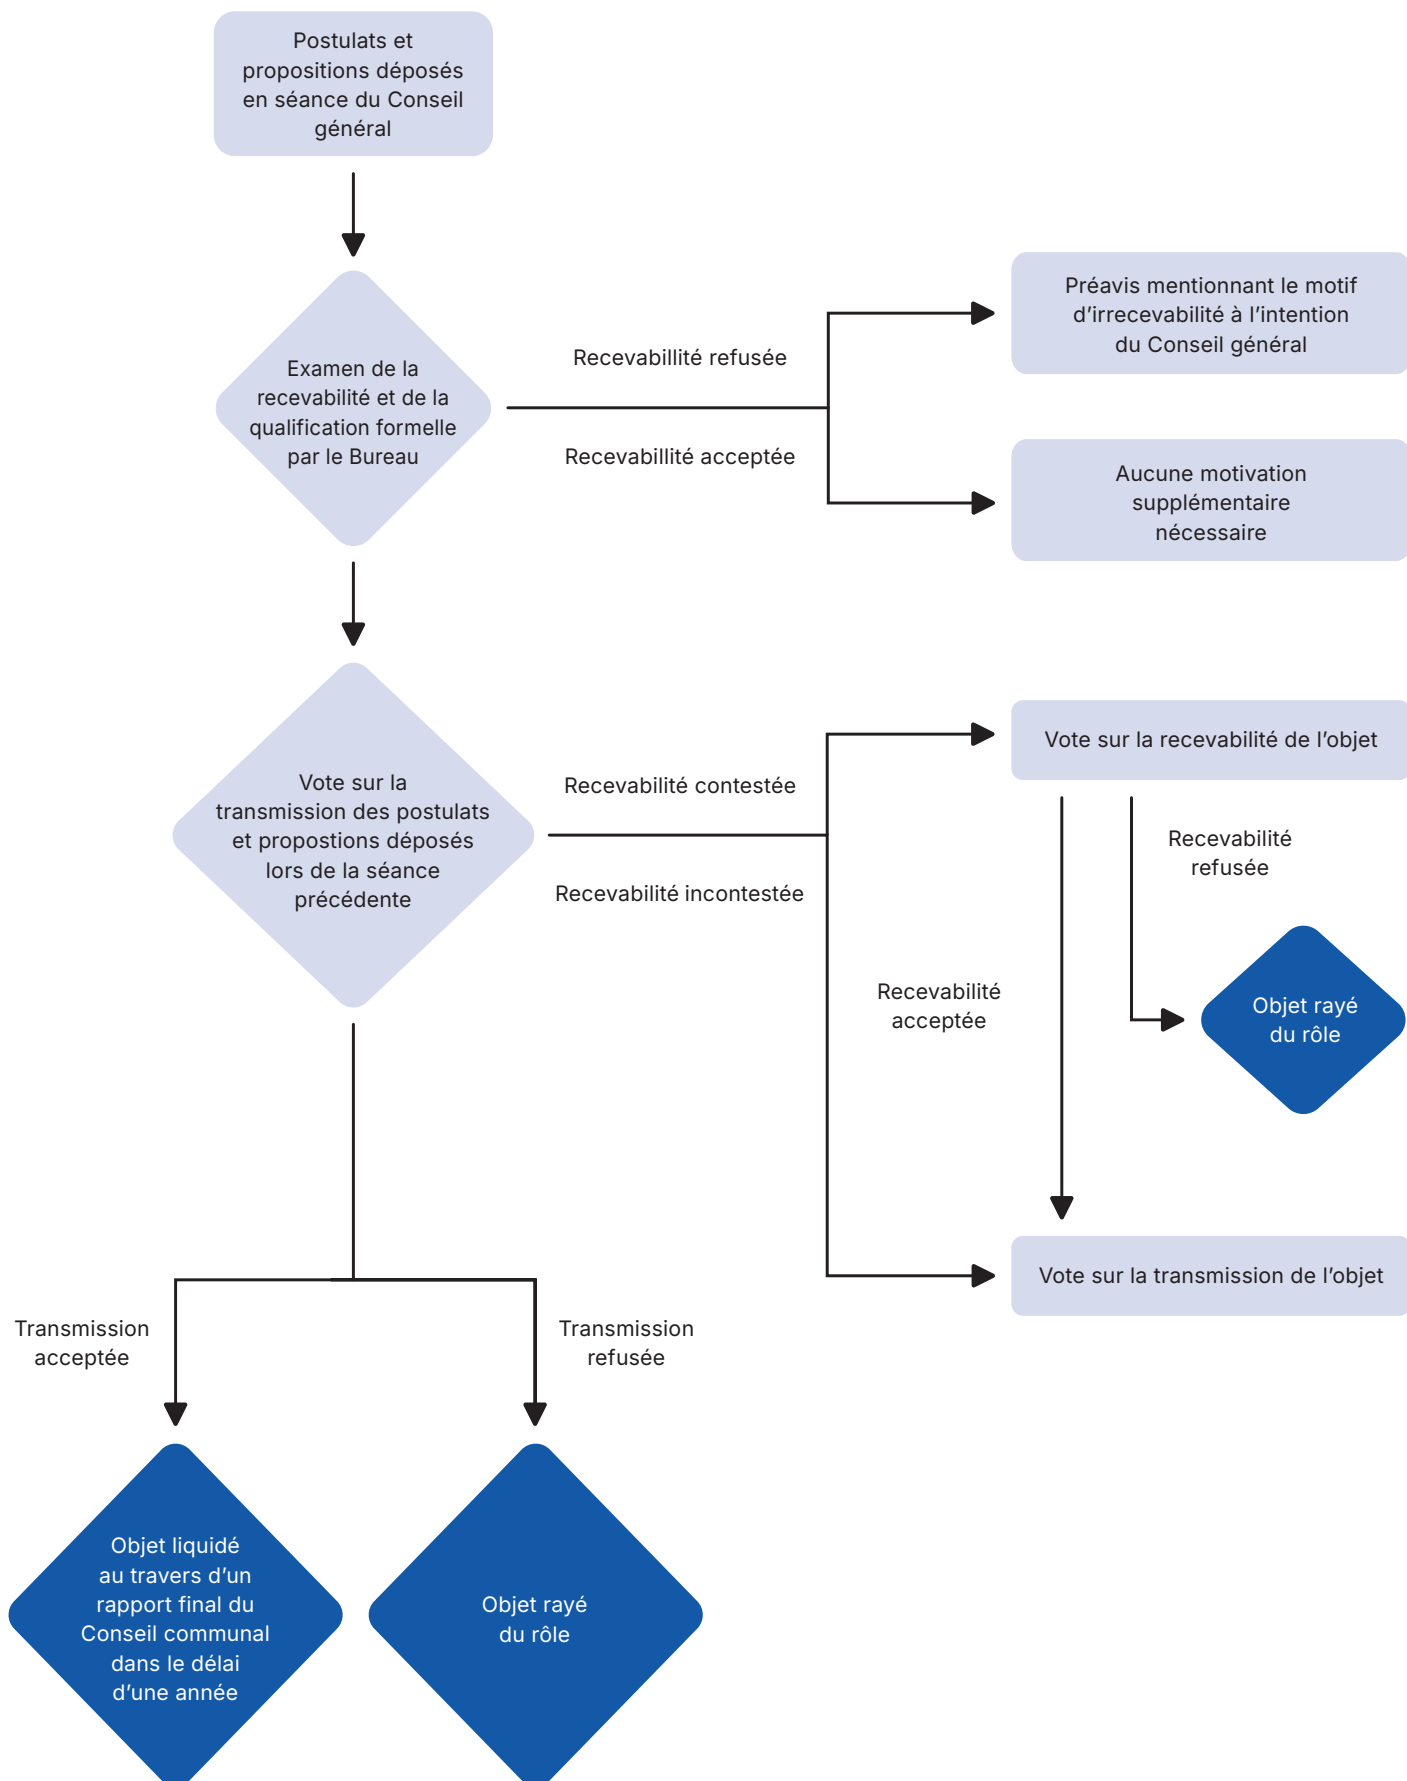 Postulats et
propositions déposés
en séance du Conseil
général
Préavis mentionnant le motif
d’irrecevabilité à l’intention
du Conseil général
Recevabillité refusée
Examen de la
recevabilité et de la
qualification formelle
par le Bureau
Recevabillité acceptée
Aucune motivation
supplémentaire
nécessaire
Vote sur la
transmission des postulats
et propostions déposés
lors de la séance
précédente
Recevabilité contestée
Recevabilité incontestée
Vote sur la recevabilité de l’objet
Recevabilité
refusée
Recevabilité
acceptée
Objet rayé
du rôle
Vote sur la transmission de l’objet
Transmission
acceptée
Transmission
refusée
Objet liquidé
au travers d’un
rapport final du
Conseil communal
dans le délai
d’une année
Objet rayé
du rôle